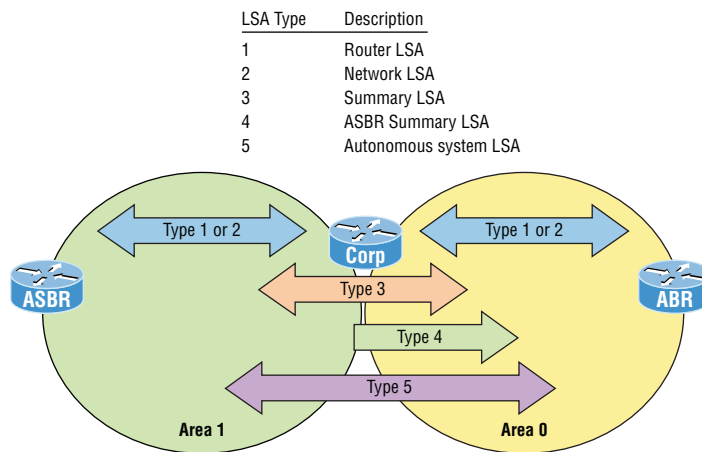 LSA Type Description
1 Router LSA
2 Network LSA
3 Summary LSA
4 ASBR Summary LSA
5 Autonomous system LSA
Type 1 or 2
Type 1 or 2
Corp
ASBR
Type 3
ABR
Type 4
Type 5
Area 1
Area 0